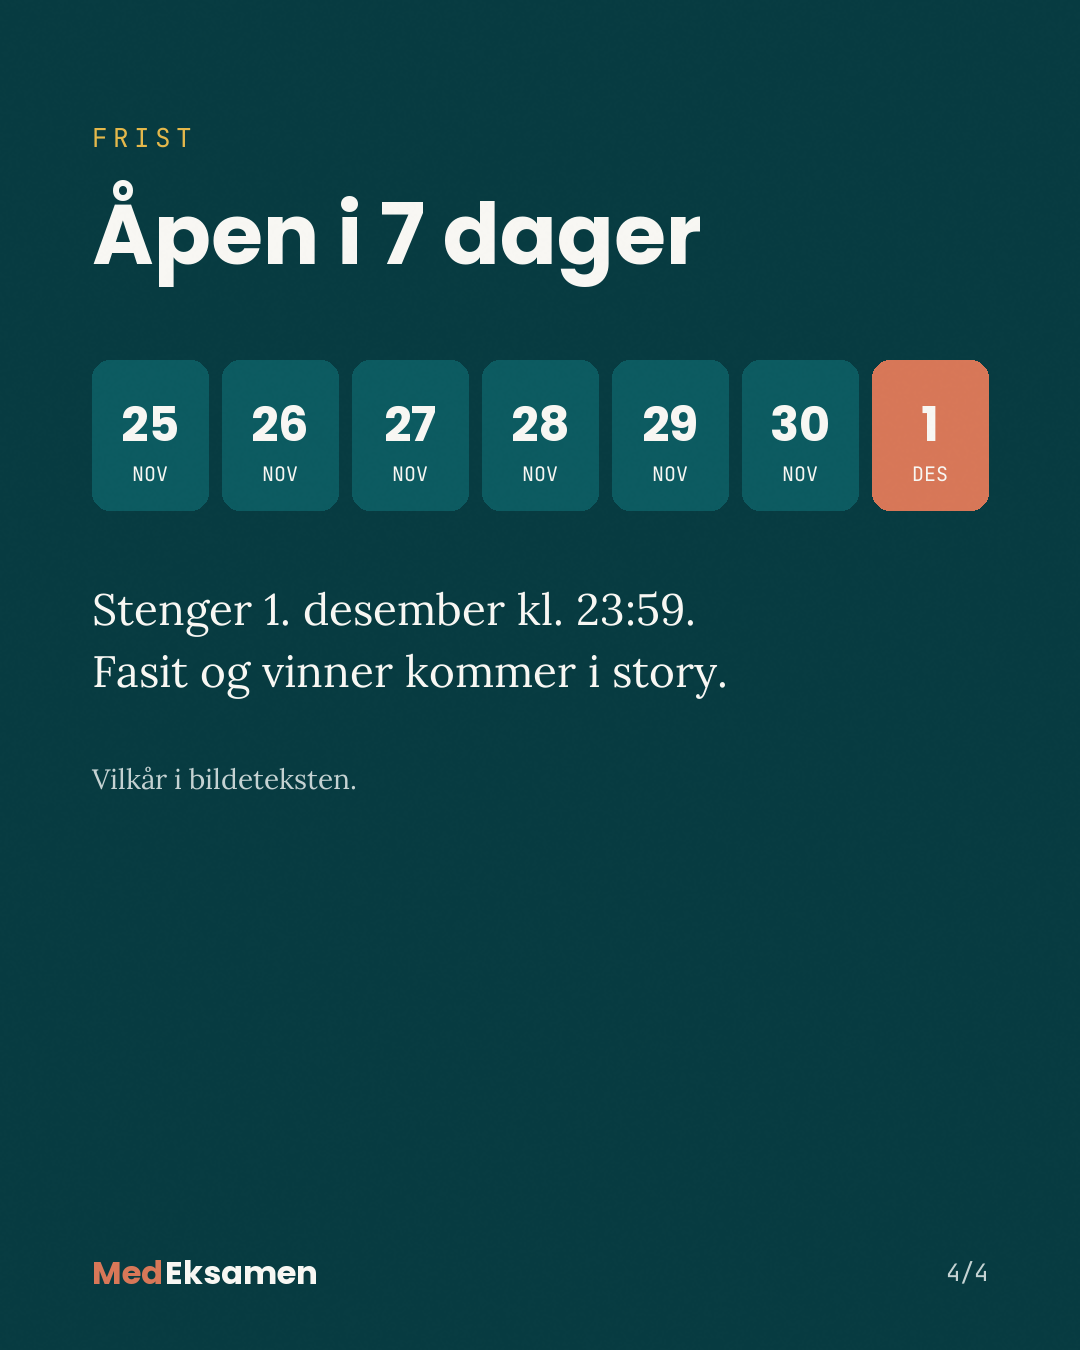 FRIST
Åpen i 7 dager
25 26 27 28 29 30 1
NOV NOV NOV NOV NOV NOV DES
Stenger 1. desember kl. 23:59.
Fasit og vinner kommer i story.
Vilkår i bildeteksten.
MedEksamen 4/4